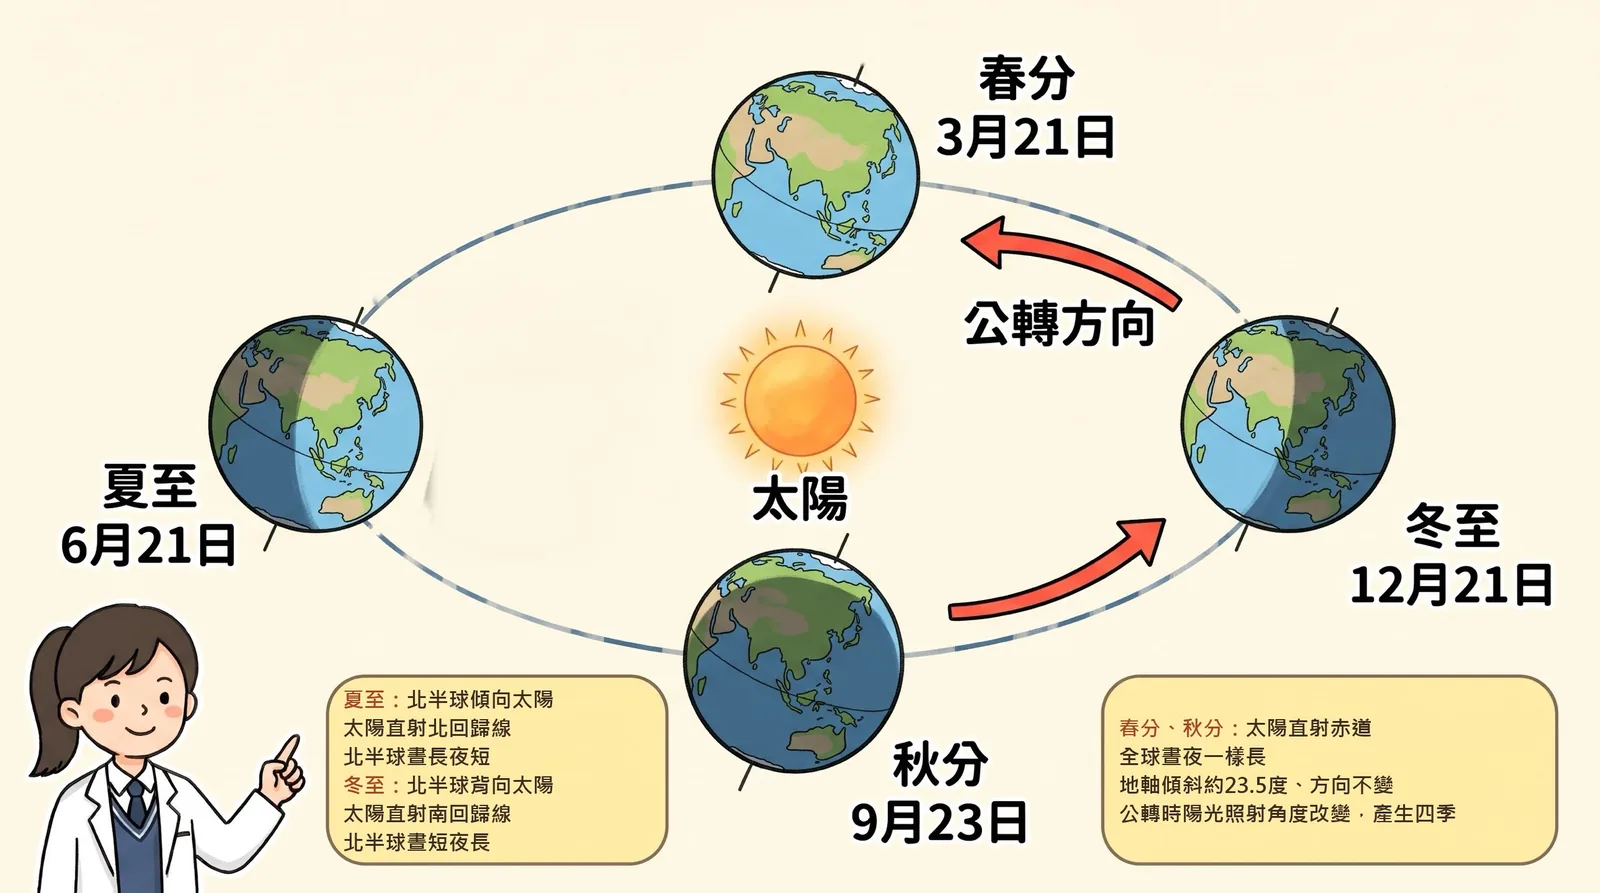 春分
3月21日
公轉方向
太陽
夏至
6月21日
冬至
12月21日
秋分
9月23日
夏至：北半球傾向太陽
太陽直射北回歸線
北半球晝長夜短
冬至：北半球背向太陽
太陽直射南回歸線
北半球晝短夜長
春分、秋分：太陽直射赤道
全球晝夜一樣長
地軸傾斜約23.5度、方向不變
公轉時陽光照射角度改變，產生四季